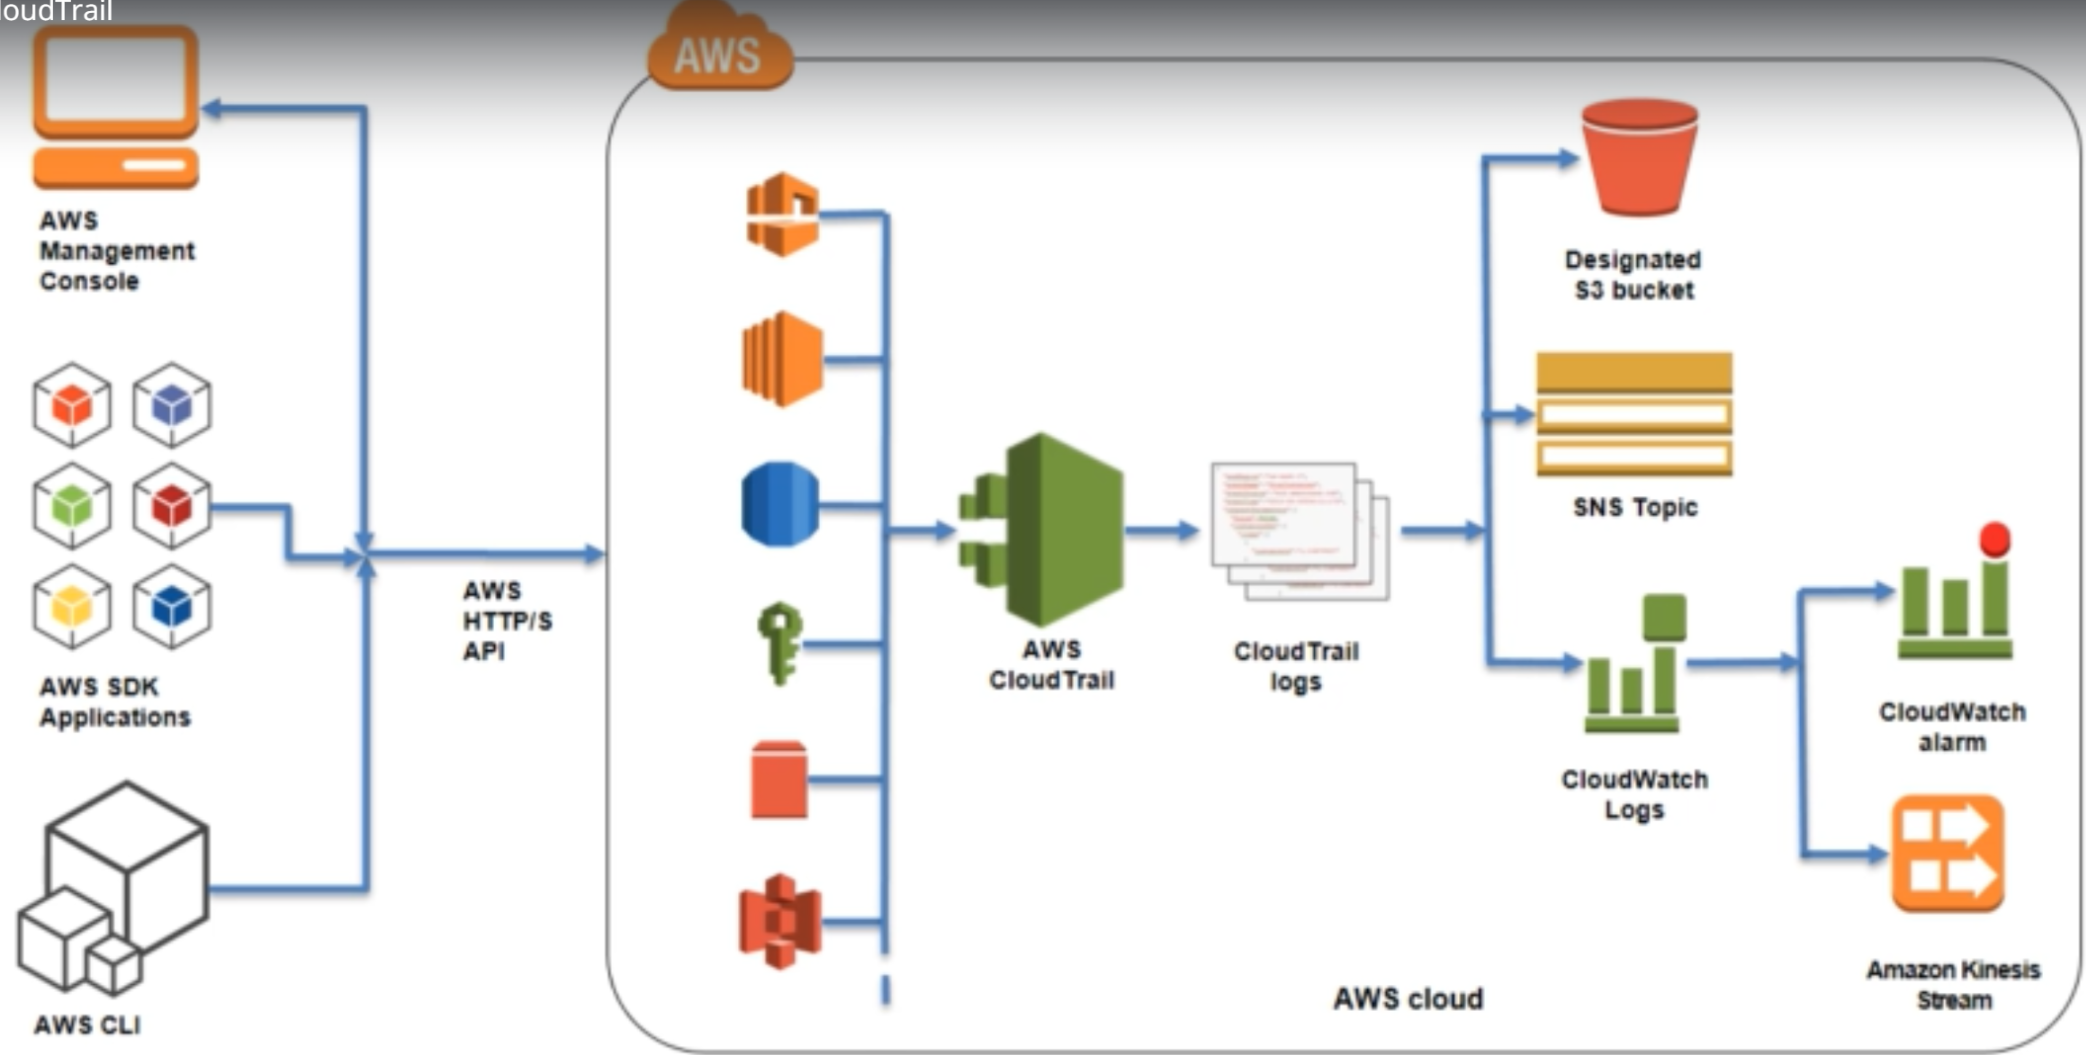 loudTrail
AWS
AWS
Management
Console
AWS SDK
Applications
AWS CLI
AWS
HTTP/S
API
AWS
CloudTrail
CloudTrail
logs
Designated
S3 bucket
SNS Topic
CloudWatch
Logs
CloudWatch
alarm
Amazon Kinesis
Stream
AWS cloud